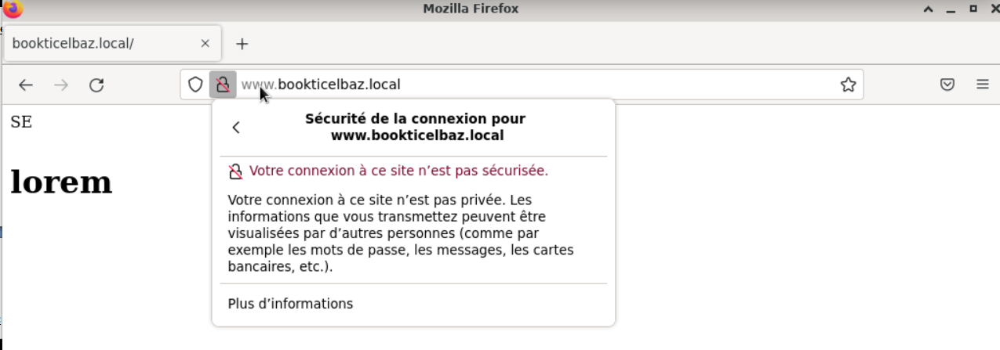 Mozilla Firefox
bookticelbaz.local/
www.bookticelbaz.local
SE
lorem
Sécurité de la connexion pour
www.bookticelbaz.local
Votre connexion à ce site n’est pas sécurisée.
Votre connexion à ce site n’est pas privée. Les
informations que vous transmettez peuvent être
visualisées par d’autres personnes (comme par
exemple les mots de passe, les messages, les cartes
bancaires, etc.).
Plus d’informations